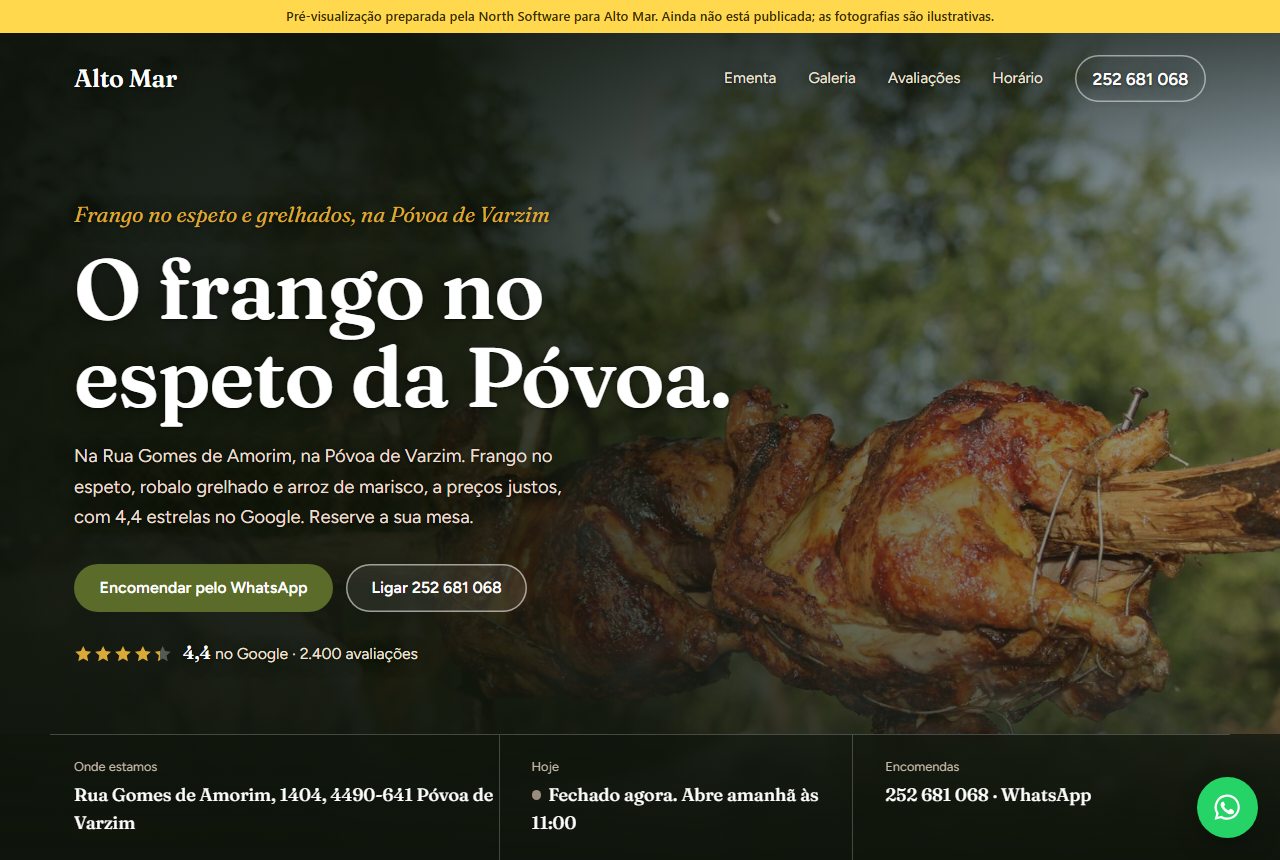 Pré-visualização preparada pela North Software para Alto Mar. Ainda não está publicada; as fotografias são ilustrativas.
Alto Mar
Ementa
Galeria
Avaliações
Horário
252 681 068
Frango no espeto e grelhados, na Póvoa de Varzim
O frango no
espeto da Póvoa.
Na Rua Gomes de Amorim, na Póvoa de Varzim. Frango no
espeto, robalo grelhado e arroz de marisco, a preços justos,
com 4,4 estrelas no Google. Reserve a sua mesa.
Encomendar pelo WhatsApp
Ligar 252 681 068
4,4 no Google · 2.400 avaliações
Onde estamos
Rua Gomes de Amorim, 1404, 4490-641 Póvoa de
Varzim
Hoje
Fechado agora. Abre amanhã às
11:00
Encomendas
252 681 068 · WhatsApp